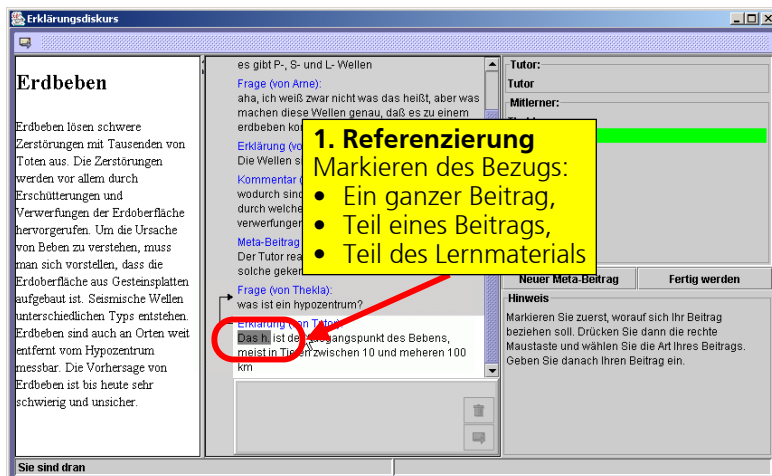 Erklärungsdiskurs
Erdbeben
Erdbeben lösen schwere
Zerstörungen mit Tausenden von
Toten aus. Die Zerstörungen
werden vor allem durch
Erschütterungen und
Verwerfungen der Erdoberfläche
hervorgerufen. Um die Ursache
von Beben zu verstehen, muss
man sich vorstellen, dass die
Erdoberfläche aus Gesteinsplatten
aufgebaut ist. Seismische Wellen
unterschiedlichen Typs entstehen.
Erdbeben sind auch an Orten weit
entfernt vom Hypozentrum
messbar. Die Vorhersage von
Erdbeben ist bis heute sehr
schwierig und unsicher.
es gibt P-, S- und L- Wellen
Frage (von Arne):
aha, ich weiß zwar nicht was das heißt, aber was
machen diese Wellen genau, daß es zu einem
erdbeben
Erklärung
Die Wellen
Kommentar
wodurch
durch welche
verwerfungen
Meta-Beitrag
Der Tutor
solche
Frage (von Thekla):
was ist ein hypozentrum?
Erklärung (von Tutor):
Das h. ist der Ausgangspunkt des Bebens,
meist in Tiefen zwischen 10 und meheren 100
km
1. Referenzierung
Markieren des Bezugs:
• Ein ganzer Beitrag,
• Teil eines Beitrags,
• Teil des Lernmaterials
Tutor:
Tutor
Mitlerner:
Neuer Meta-Beitrag
Fertig werden
Hinweis
Markieren Sie zuerst, worauf sich Ihr Beitrag
beziehen soll. Drücken Sie dann die rechte
Maustaste und wählen Sie die Art Ihres Beitrags.
Geben Sie danach Ihren Beitrag ein.
Sie sind dran